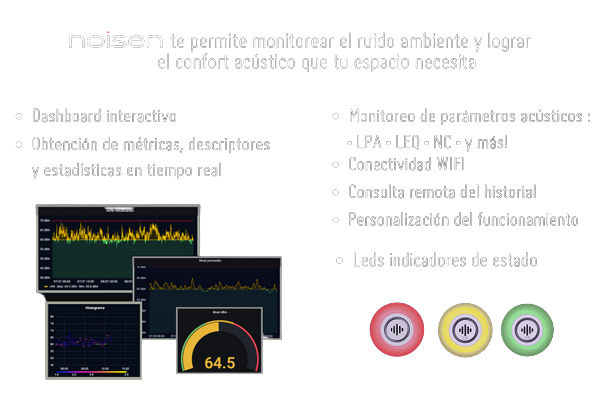 noisen te permite monitorear el ruido ambiente y lograr
el confort acústico que tu espacio necesita
Dashboard interactivo
Obtención de métricas, descriptores
y estadísticas en tiempo real
Monitoreo de parámetros acústicos :
- LPA - LEQ - NC - y más!
Conectividad WIFI
Consulta remota del historial
Personalización del funcionamiento
Leds indicadores de estado
Nivel promedio
Histograma
Nivel dBA
64.5